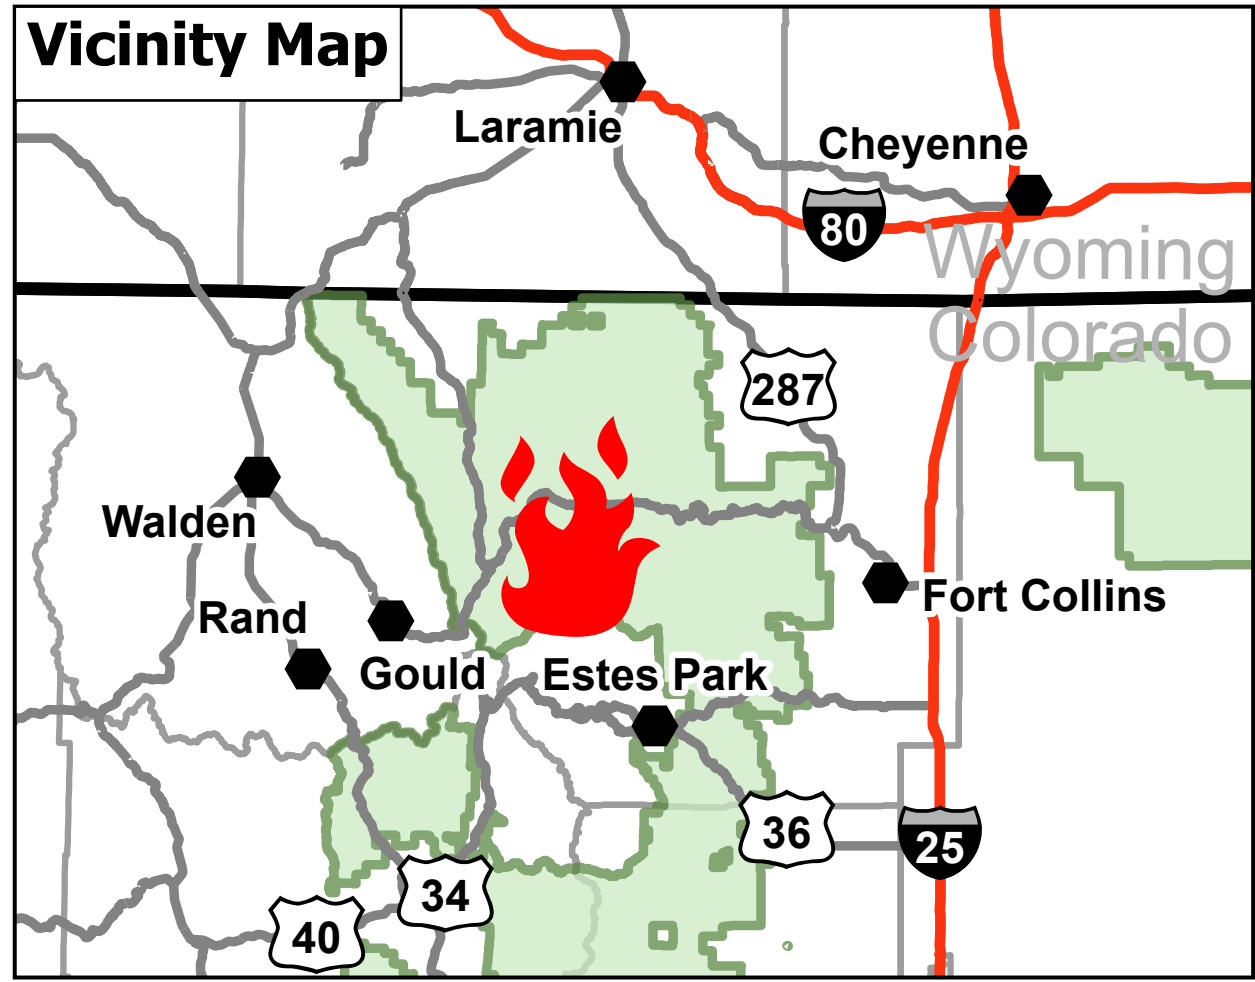 Vicinity Map
Laramie
Cheyenne
80
Wyoming
Colorado
287
Walden
Fort Collins
Rand
Gould
Estes Park
36
25
34
40